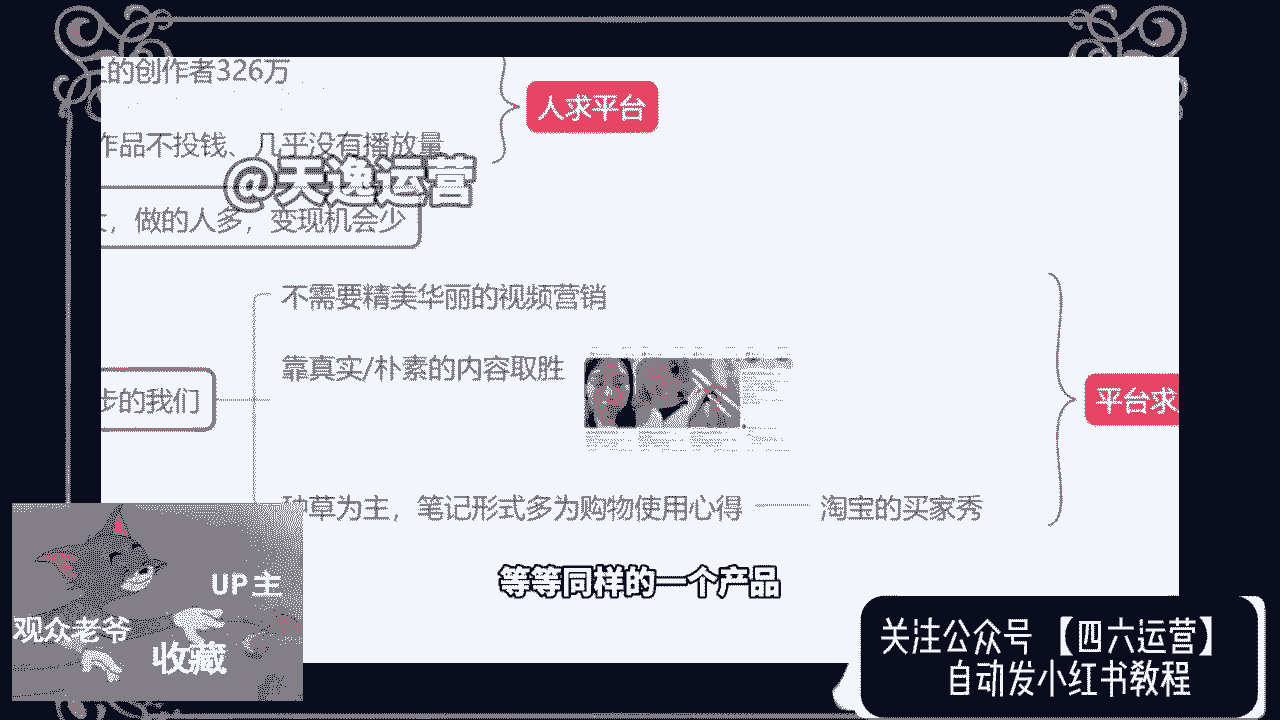 的创作者326万
人求平台
作品不投钱、几乎没有播放量
@天逸运营
，做的人多，变现机会少
不需要精美华丽的视频营销
靠真实/朴素的内容取胜
步的我们
平台求
种草为主，笔记形式多为购物使用心得
淘宝的买家秀
等等同样的一个产品
UP主
观众老爷
收藏
关注公众号【四六运营】
自动发小红书教程